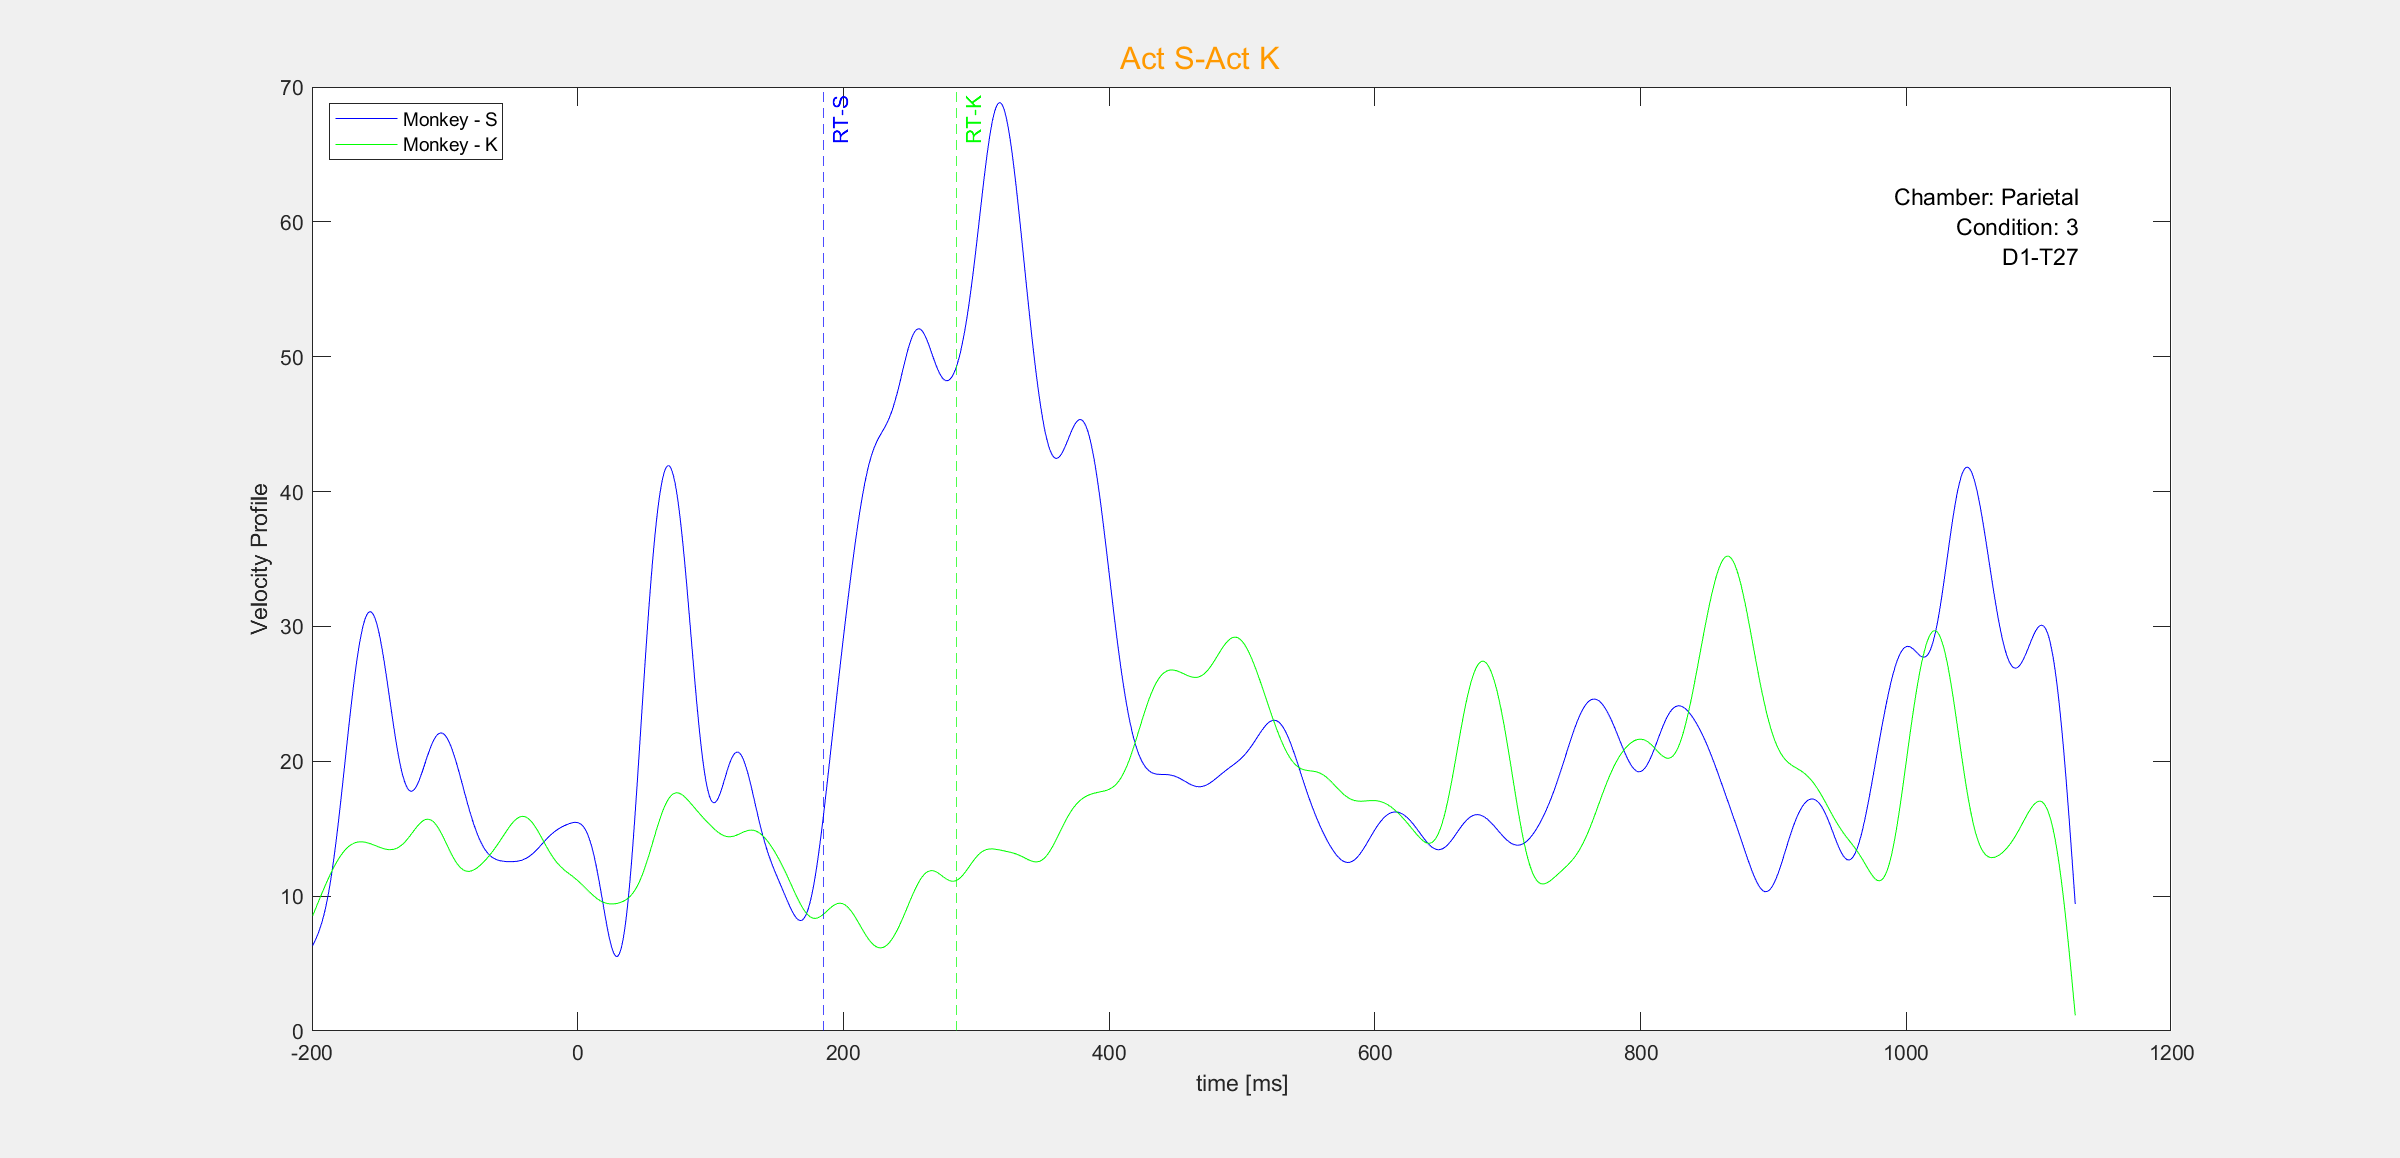 Act S-Act K
70
60
50
40
30
20
10
0
Velocity Profile
Monkey - S
Monkey - K
RT-S
RT-K
Chamber: Parietal
Condition: 3
D1-T27
-200 0 200 400 600 800 1000 1200
time [ms]